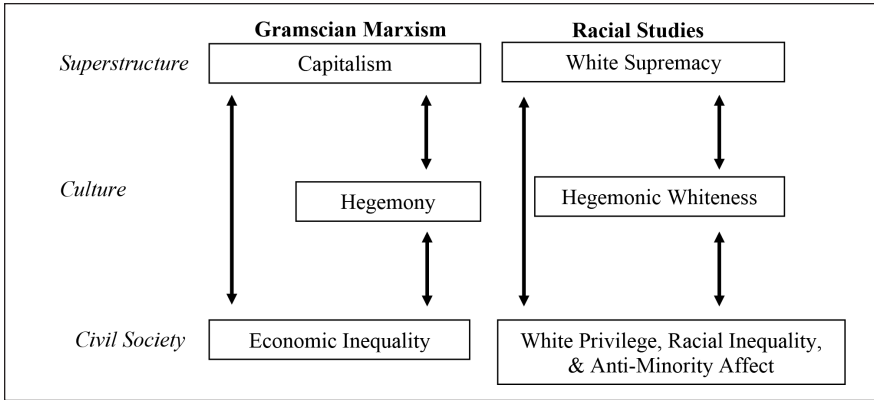 Gramscian Marxism Racial Studies
Superstructure Capitalism White Supremacy
Culture Hegemony Hegemonic Whiteness
Civil Society Economic Inequality White Privilege, Racial Inequality,
& Anti-Minority Affect